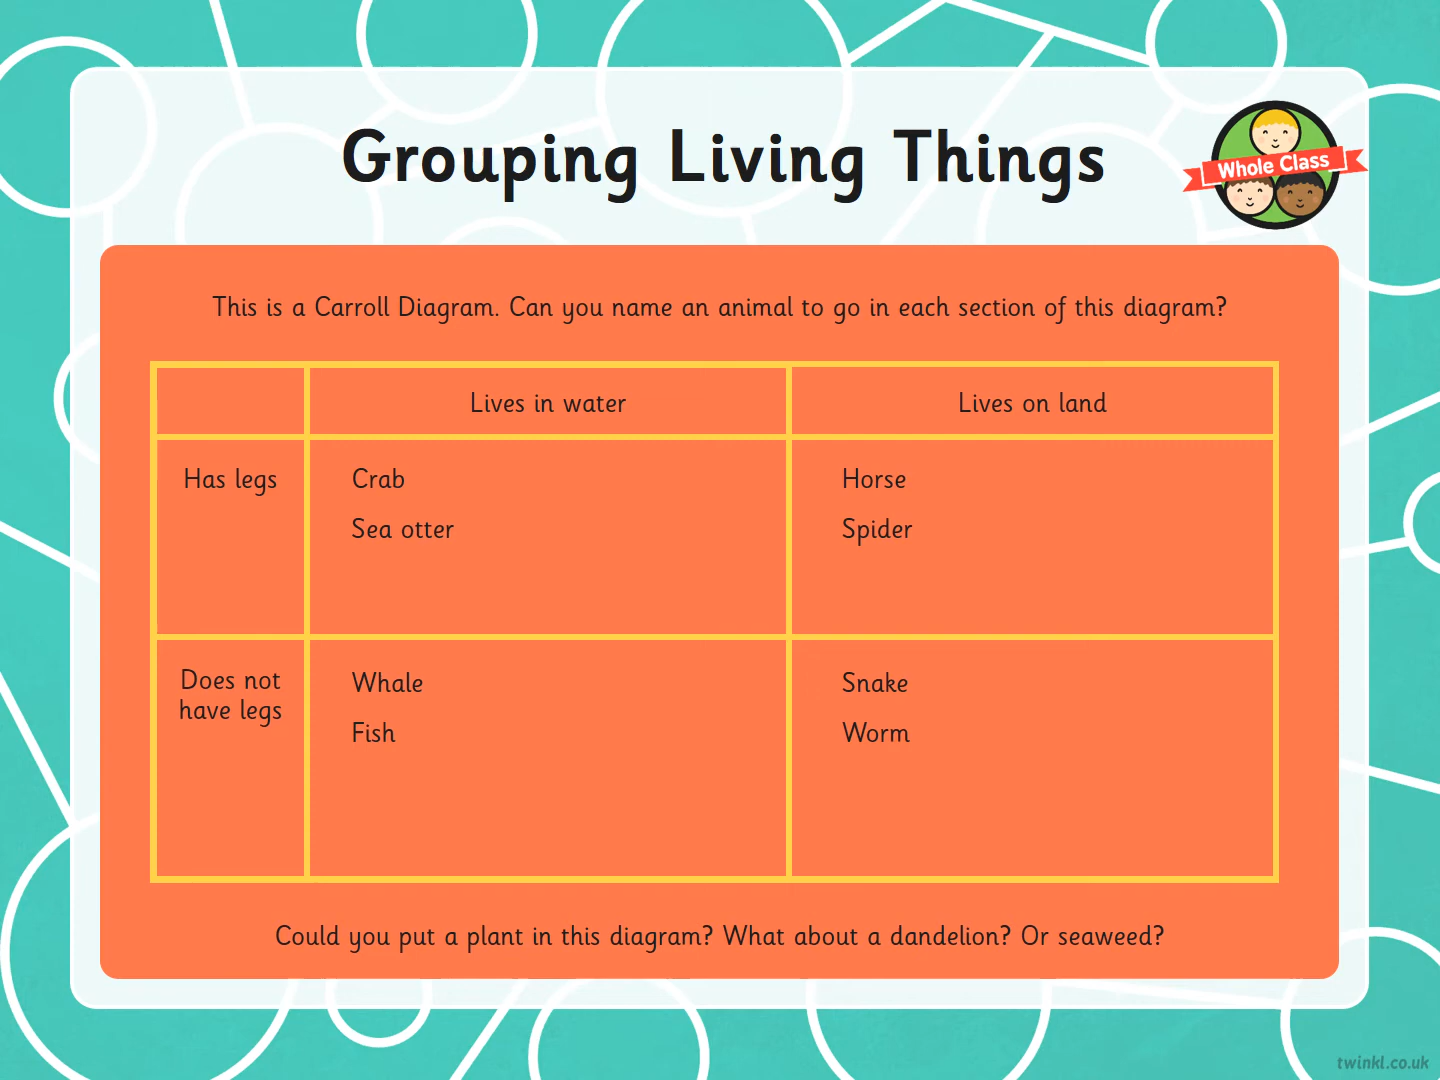 Grouping Living Things
Whole Class
This is a Carroll Diagram. Can you name an animal to go in each section of this diagram?
Lives in water
Lives on land
Has legs
Crab
Sea otter
Horse
Spider
Does not
have legs
Whale
Fish
Snake
Worm
Could you put a plant in this diagram? What about a dandelion? Or seaweed?
twinkl.co.uk